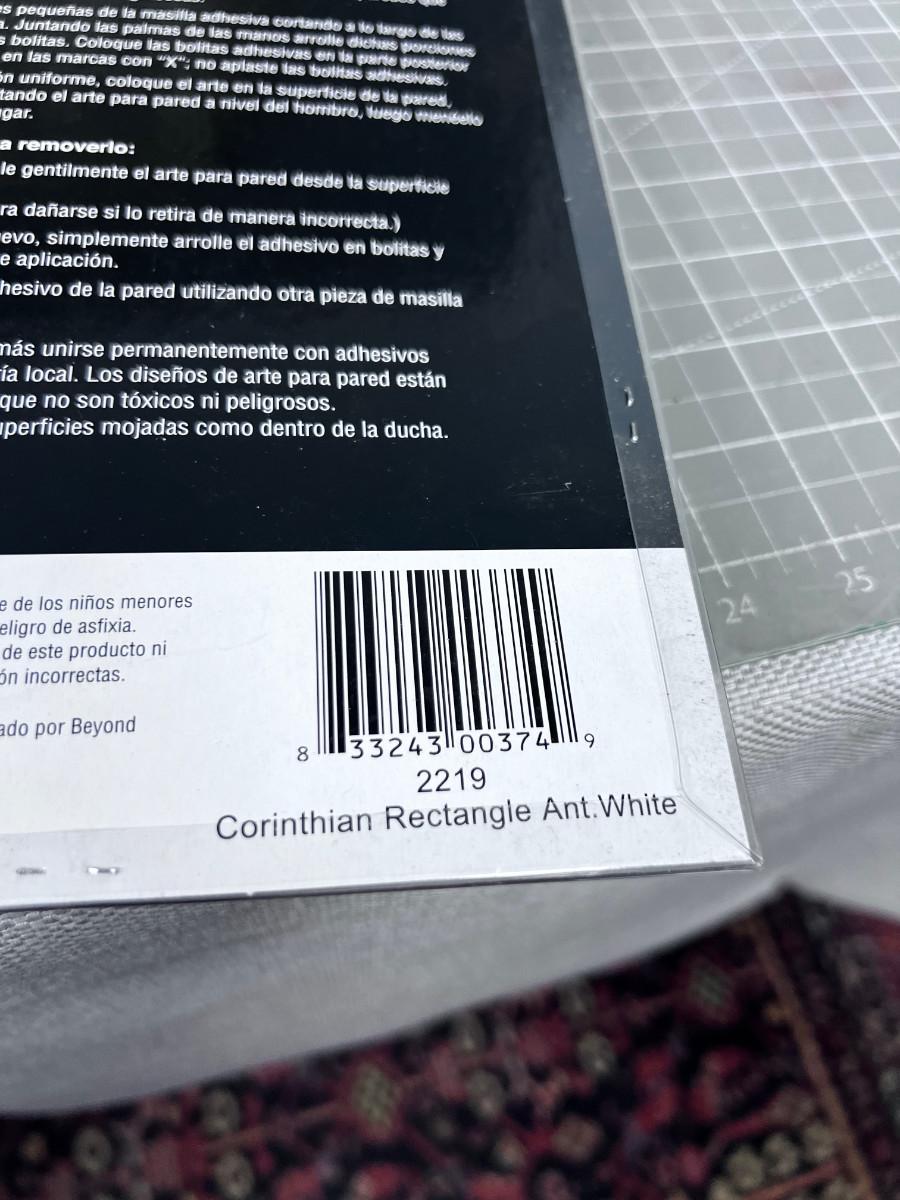 s pequeñas de la masilla adhesiva cortando a lo largo de las
a. Juntando las palmas de las manos arrolle dichas porciones
s bolitas. Coloque las bolitas adhesivas en la parte posterior
en las marcas con “X”; no aplaste las bolitas adhesivas.
ón uniforme, coloque el arte en la superficie de la pared,
tando el arte para pared a nivel del hombro, luego
gar.
a removerlo:
le gentilmente el arte para pared desde la superficie
ra dañarse si lo retira de manera incorrecta.)
evo, simplemente arrolle el adhesivo en bolitas y
e aplicación.
hesivo de la pared utilizando otra pieza de masilla
más unirse permanentemente con adhesivos
ía local. Los diseños de arte para pared están
que no son tóxicos ni peligrosos.
uperficies mojadas como dentro de la ducha.
e de los niños menores
eligro de asfixia.
de este producto ni
ón incorrectas.
ado por Beyond
8 33243 00374 9
2219
Corinthian Rectangle Ant.White
24 25